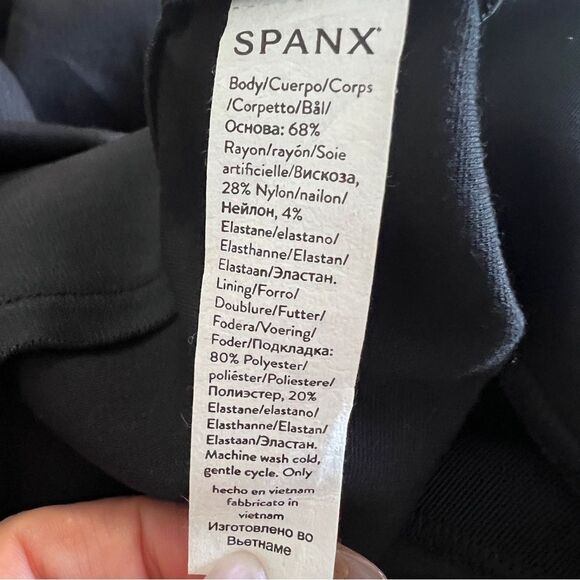 SPANX
Body/Cuerpo/Corps
/Corpetto/Bål/
Основа: 68%
Rayon/rayón/Soie
artificielle/Вискоза,
28% Nylon/nailon/
Нейлон, 4%
Elastane/elastano/
Elasthanne/Elastan/
Elastaan/Эластан.
Lining/Forro/
Doublure/Futter/
Fodera/Voering/
Foder/Подкладка:
80% Polyester/
poliéster/Poliestere/
Полиэстер, 20%
Elastane/elastano/
Elasthanne/Elastan/
Elastaan/Эластан.
Machine wash cold,
gentle cycle. Only
hecho en vietnam
fabbricato in
vietnam
Изготовлено во
Вьетнаме